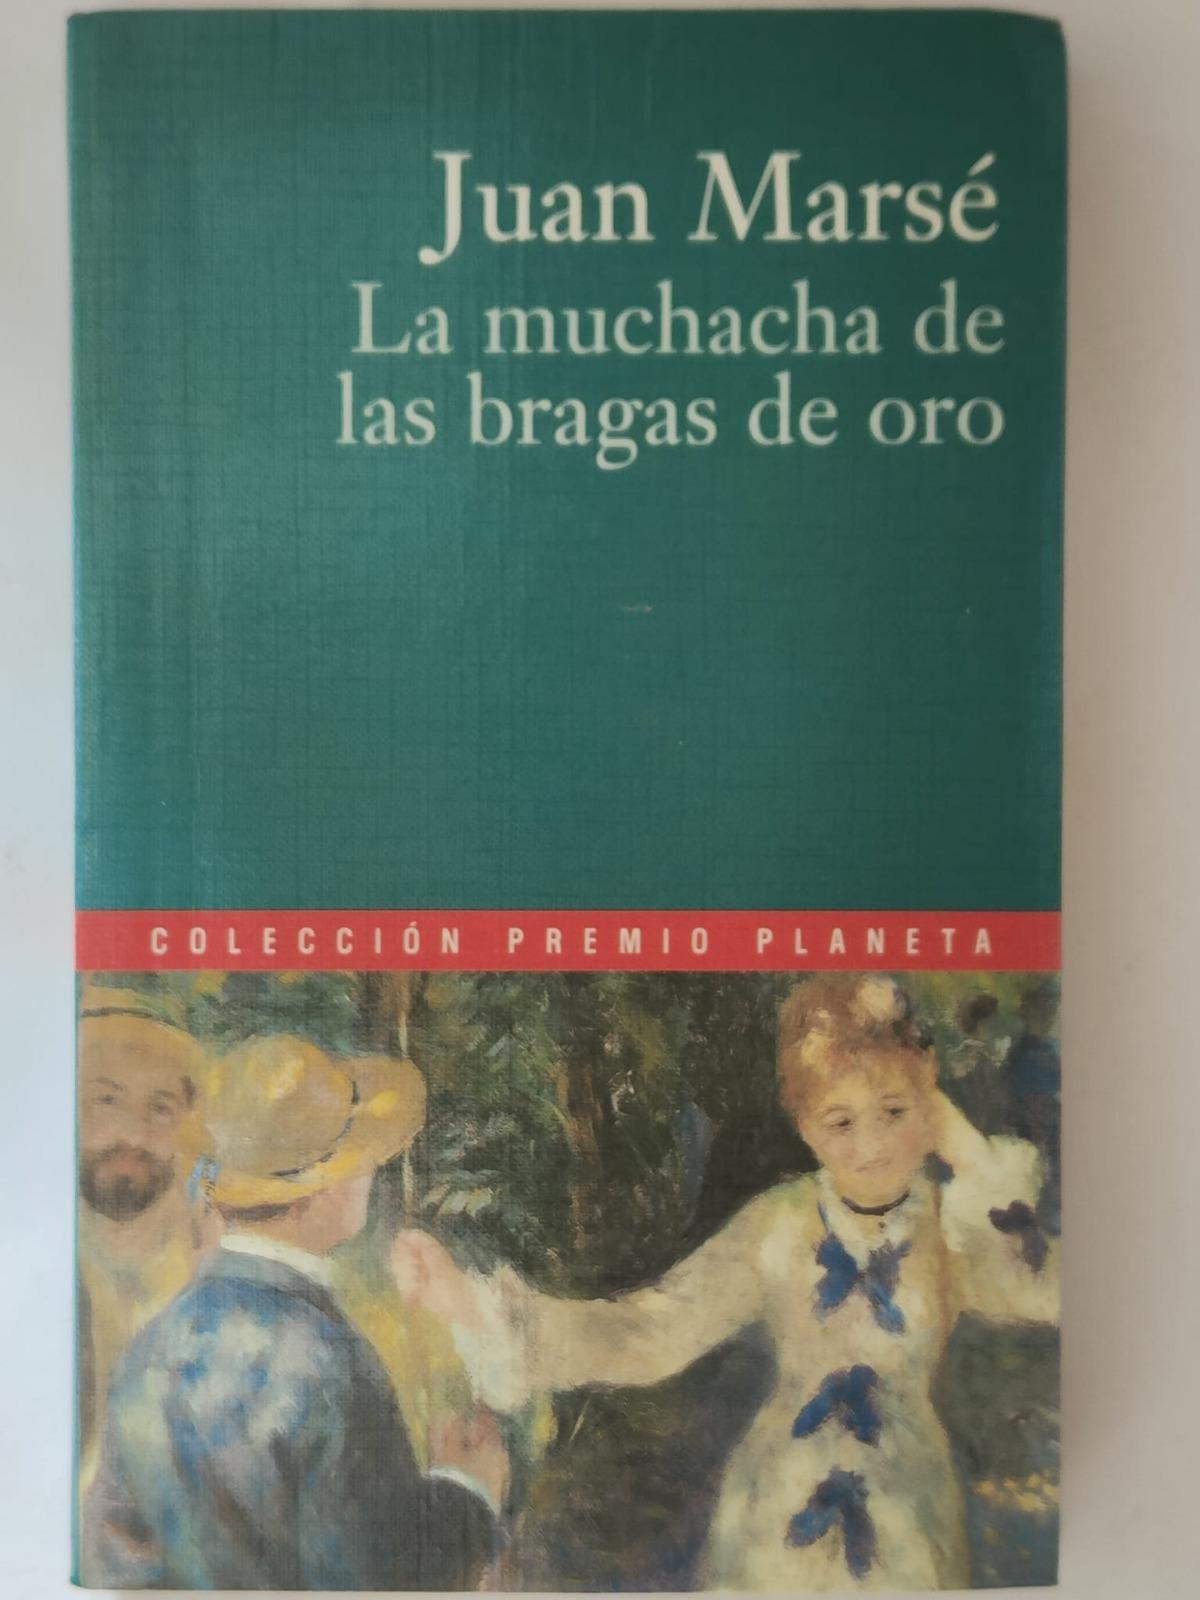 Juan Marsé
La muchacha de
las bragas de oro
COLECCIÓN PREMIO PLANETA